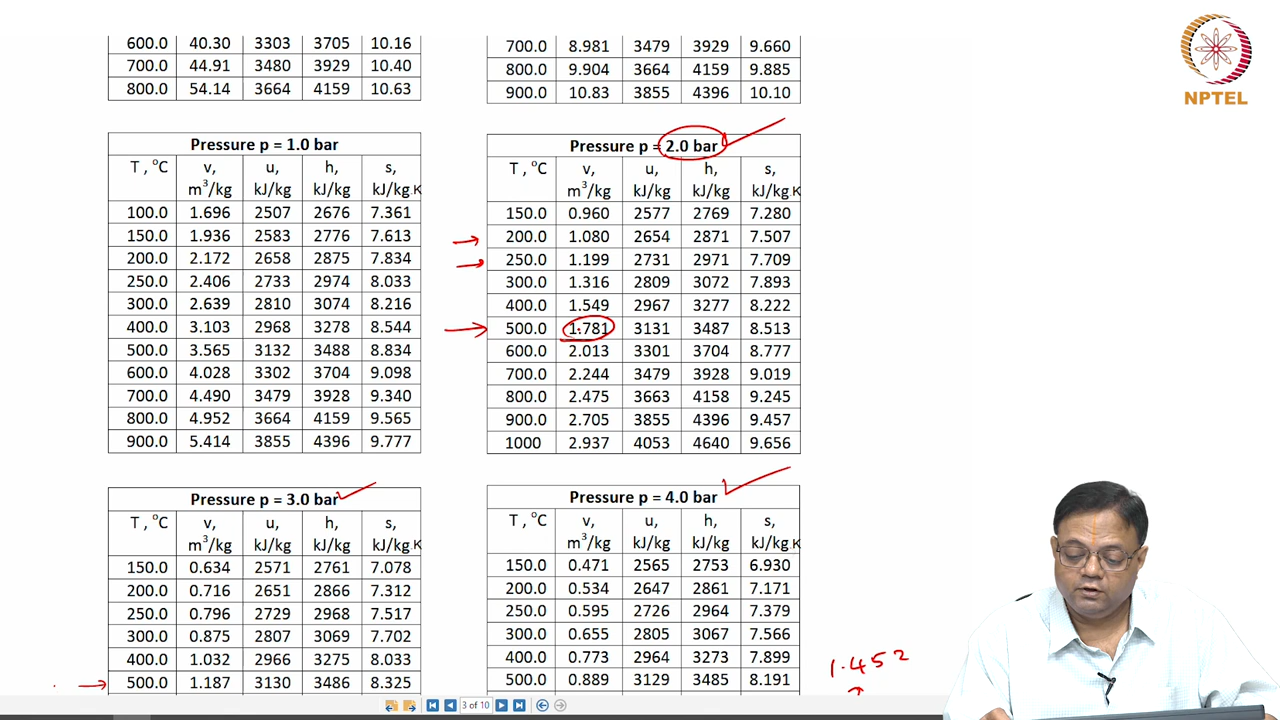 600.0 40.30 3303 3705 10.16
700.0 44.91 3480 3929 10.40
800.0 54.14 3664 4159 10.63
700.0 8.981 3479 3929 9.660
800.0 9.904 3664 4159 9.885
900.0 10.83 3855 4396 10.10
NPTEL
Pressure p = 1.0 bar
T , °C v, m³/kg u, kJ/kg h, kJ/kg s, kJ/kg K
100.0 1.696 2507 2676 7.361
150.0 1.936 2583 2776 7.613
200.0 2.172 2658 2875 7.834
250.0 2.406 2733 2974 8.033
300.0 2.639 2810 3074 8.216
400.0 3.103 2968 3278 8.544
500.0 3.565 3132 3488 8.834
600.0 4.028 3302 3704 9.098
700.0 4.490 3479 3928 9.340
800.0 4.952 3664 4159 9.565
900.0 5.414 3855 4396 9.777
Pressure p = 2.0 bar
T , °C v, m³/kg u, kJ/kg h, kJ/kg s, kJ/kg K
150.0 0.960 2577 2769 7.280
200.0 1.080 2654 2871 7.507
250.0 1.199 2731 2971 7.709
300.0 1.316 2809 3072 7.893
400.0 1.549 2967 3277 8.222
500.0 1.781 3131 3487 8.513
600.0 2.013 3301 3704 8.777
700.0 2.244 3479 3928 9.019
800.0 2.475 3663 4158 9.245
900.0 2.705 3855 4396 9.457
1000 2.937 4053 4640 9.656
Pressure p = 3.0 bar
T , °C v, m³/kg u, kJ/kg h, kJ/kg s, kJ/kg K
150.0 0.634 2571 2761 7.078
200.0 0.716 2651 2866 7.312
250.0 0.796 2729 2968 7.517
300.0 0.875 2807 3069 7.702
400.0 1.032 2966 3275 8.033
500.0 1.187 3130 3486 8.325
Pressure p = 4.0 bar
T , °C v, m³/kg u, kJ/kg h, kJ/kg s, kJ/kg K
150.0 0.471 2565 2753 6.930
200.0 0.534 2647 2861 7.171
250.0 0.595 2726 2964 7.379
300.0 0.655 2805 3067 7.566
400.0 0.773 2964 3273 7.899
500.0 0.889 3129 3485 8.191
1.452
3 of 10